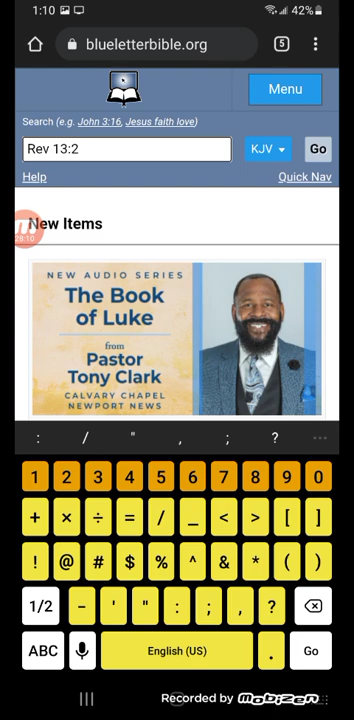 1:10 42%
blueletterbible.org 5
Menu
Search (e.g. John 3:16, Jesus faith love)
Rev 13:2 KJV Go
Help Quick Nav
28:10
New Items
NEW AUDIO SERIES
The Book
of Luke
from
Pastor
Tony Clark
CALVARY CHAPEL
NEWPORT NEWS
: / " , ; ? ...
1 2 3 4 5 6 7 8 9 0
+ × ÷ = / _ < > [ ]
! @ # $ % ^ & * ( )
1/2 - ' " : ; , ?
ABC English (US) . Go
Recorded by mobizen